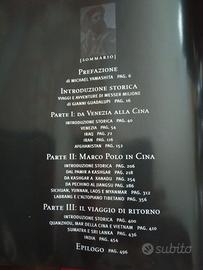 [SOMMARIO]
PREFAZIONE
DI MICHAEL YAMASHITA PAG. 6
INTRODUZIONE STORICA
VIAGGI E AVVENTURE DI MESSER MILIONE
DI GIANNI GUADALUPI PAG. 16
PARTE I: DA VENEZIA ALLA CINA
INTRODUZIONE STORICA PAG. 40
VENEZIA PAG. 54
IRAQ PAG. 72
IRAN PAG. 116
AFGHANISTAN PAG. 152
PARTE II: MARCO POLO IN CINA
INTRODUZIONE STORICA PAG. 206
DAL PAMIR A KASHGAR PAG. 218
DA KASHGAR A XANADU PAG. 254
DA PECHINO AL JIANGSU PAG. 286
SICHUAN, YUNNAN, LAOS E MYANMAR PAG. 312
LABRANG E L'ALTOPIANO TIBETANO PAG. 356
PARTE III: IL VIAGGIO DI RITORNO
INTRODUZIONE STORICA PAG. 400
QUANZHOU, MAR DELLA CINA E VIETNAM PAG. 410
SUMATRA E SRI LANKA PAG. 436
INDIA PAG. 454
EPILOGO PAG. 496
subito